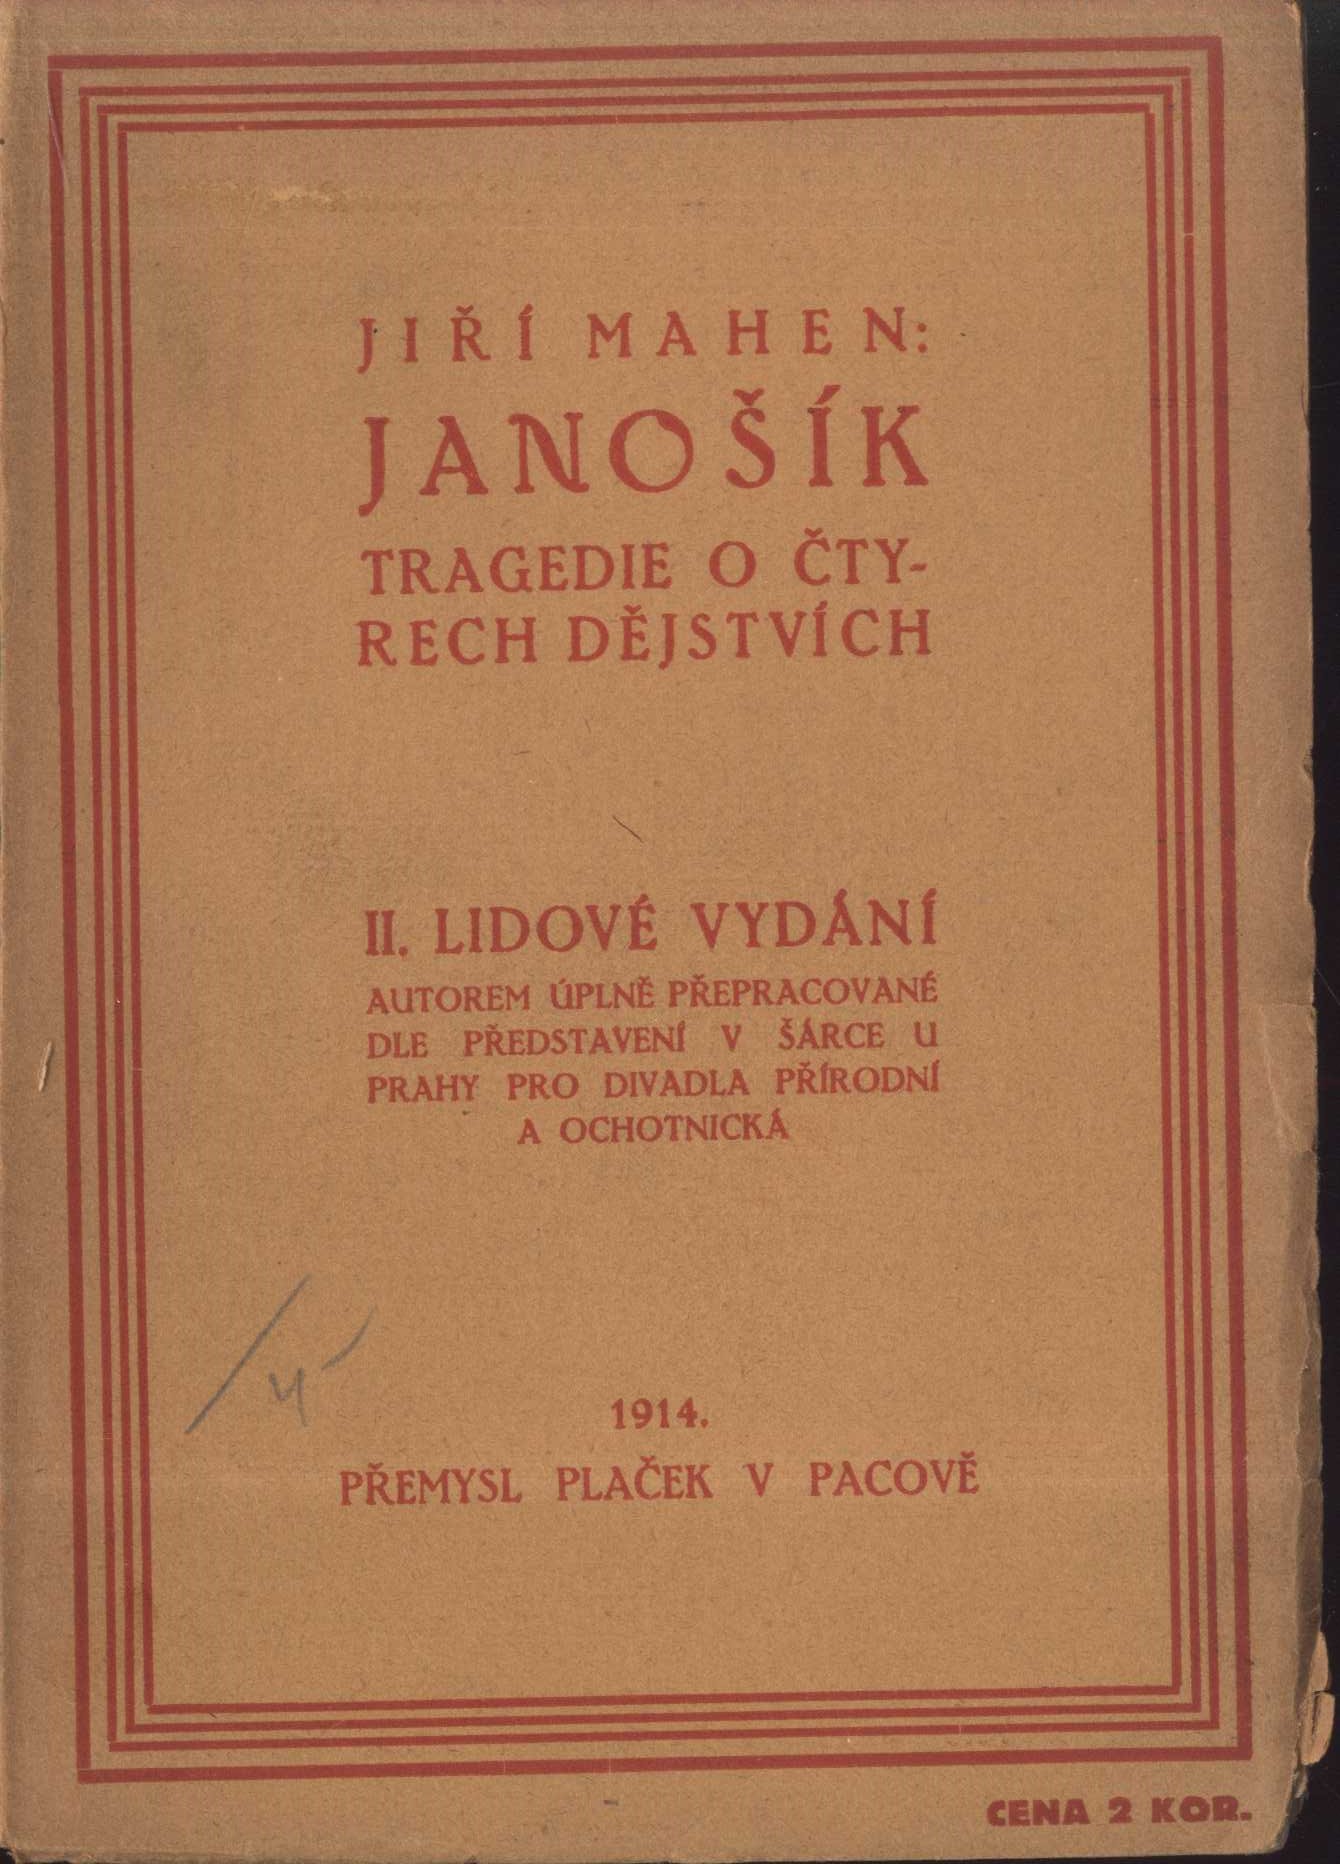 JIŘÍ MAHEN:
JANOŠÍK
TRAGEDIE O ČTY-
RECH DĚJSTVÍCH
II. LIDOVÉ VYDÁNÍ
AUTOREM ÚPLNĚ PŘEPRACOVANÉ
DLE PŘEDSTAVENÍ V ŠÁRCE U
PRAHY PRO DIVADLA PŘÍRODNÍ
A OCHOTNICKÁ
1914.
PŘEMYSL PLAČEK V PACOVĚ
CENA 2 KOR.